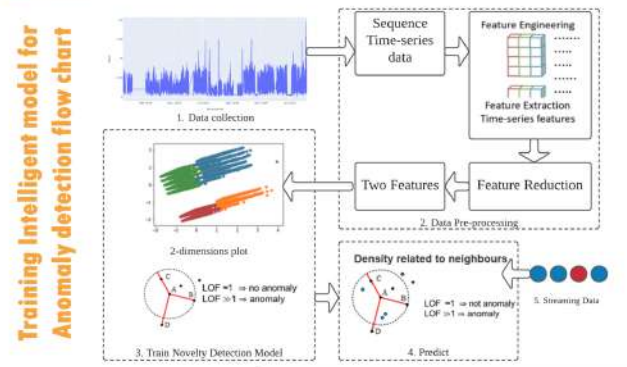 Training Intelligent model for
Anomaly detection flow chart
1. Data collection
Sequence
Time-series
data
Feature Engineering
Feature Extraction
Time-series features
Two Features
Feature Reduction
2. Data Pre-processing
2-dimensions plot
C
A
B
D
LOF ≈1 ⇒ no anomaly
LOF ≫1 ⇒ anomaly
3. Train Novelty Detection Model
Density related to neighbours
C
A
B
D
LOF ≈1 ⇒ not anomaly
LOF ≫1 ⇒ anomaly
4. Predict
5. Streaming Data